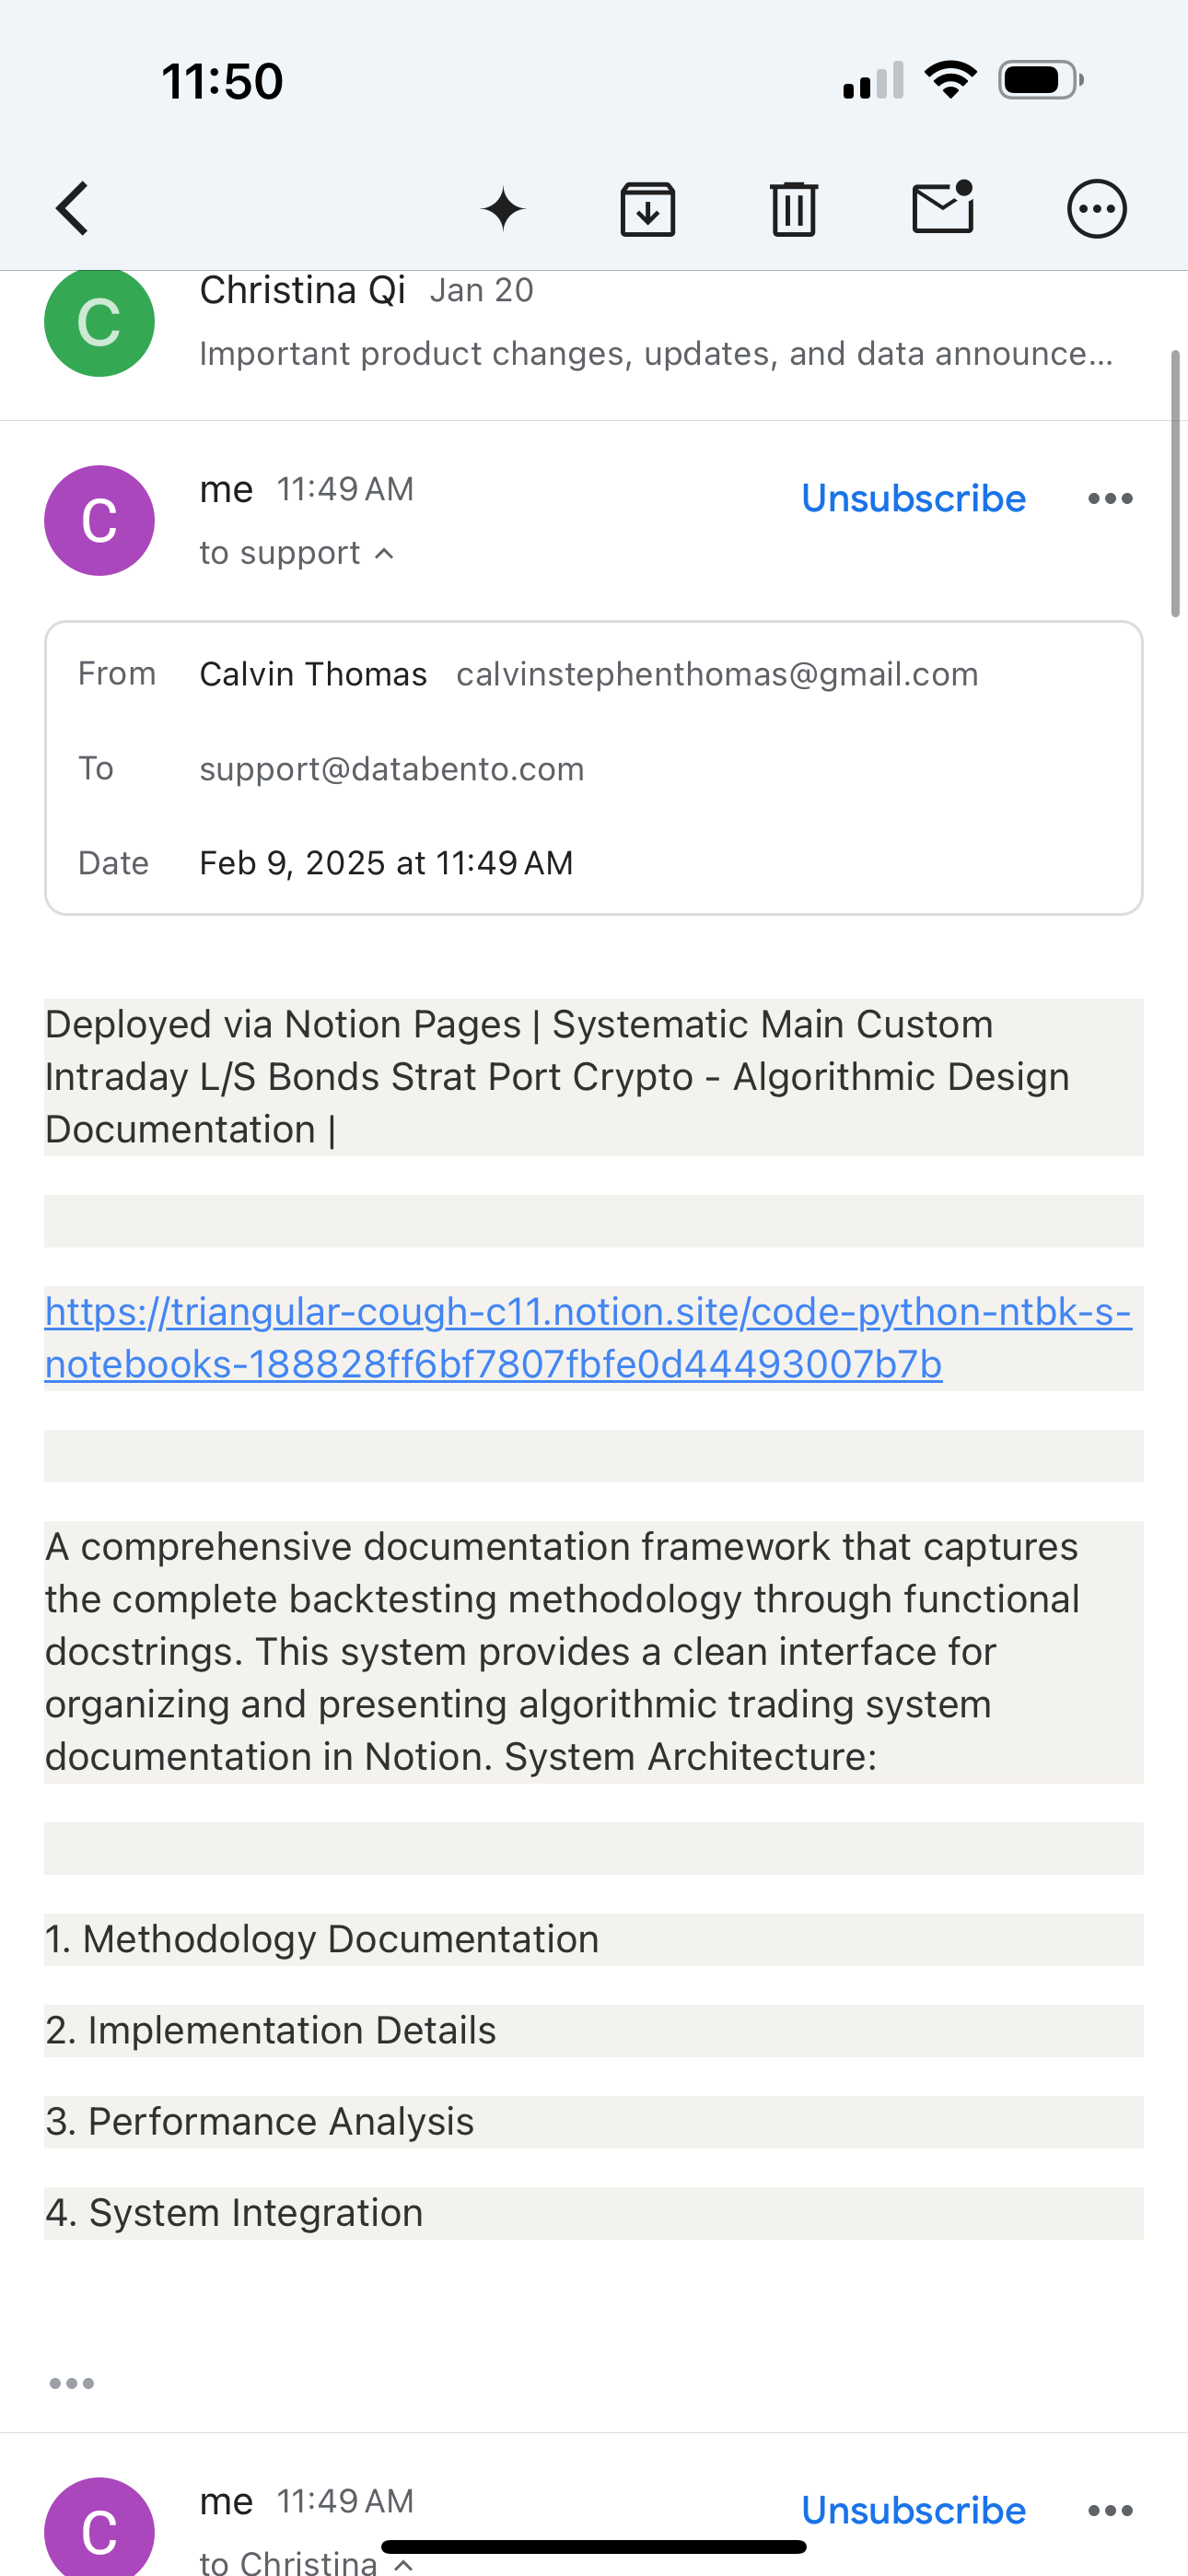 11:50
Christina Qi Jan 20
Important product changes, updates, and data announce...
C
me 11:49 AM
Unsubscribe
to support
C
From Calvin Thomas calvinstephenthomas@gmail.com
To support@databento.com
Date Feb 9, 2025 at 11:49 AM
Deployed via Notion Pages | Systematic Main Custom
Intraday L/S Bonds Strat Port Crypto - Algorithmic Design
Documentation |
https://triangular-cough-c11.notion.site/code-python-ntbk-s-
notebooks-188828ff6bf7807fbfe0d44493007b7b
A comprehensive documentation framework that captures
the complete backtesting methodology through functional
docstrings. This system provides a clean interface for
organizing and presenting algorithmic trading system
documentation in Notion. System Architecture:
1. Methodology Documentation
2. Implementation Details
3. Performance Analysis
4. System Integration
me 11:49 AM
Unsubscribe
C
to Christina